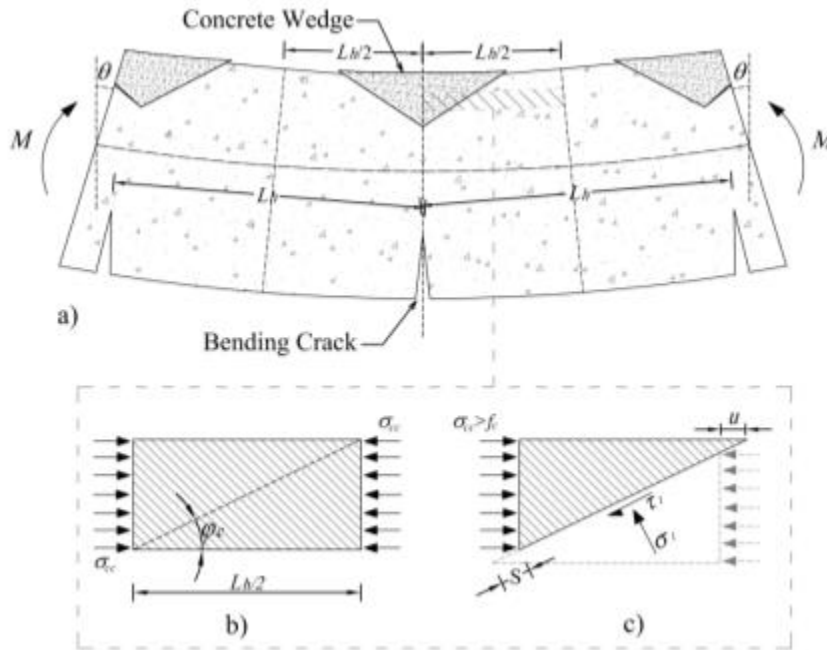 Concrete Wedge
Lh/2 Lh/2
θ θ
M M
Lh Lh
a)
Bending Crack
σcc σcc>fc u
φc τ1
σ1
σcc S
Lh/2
b) c)